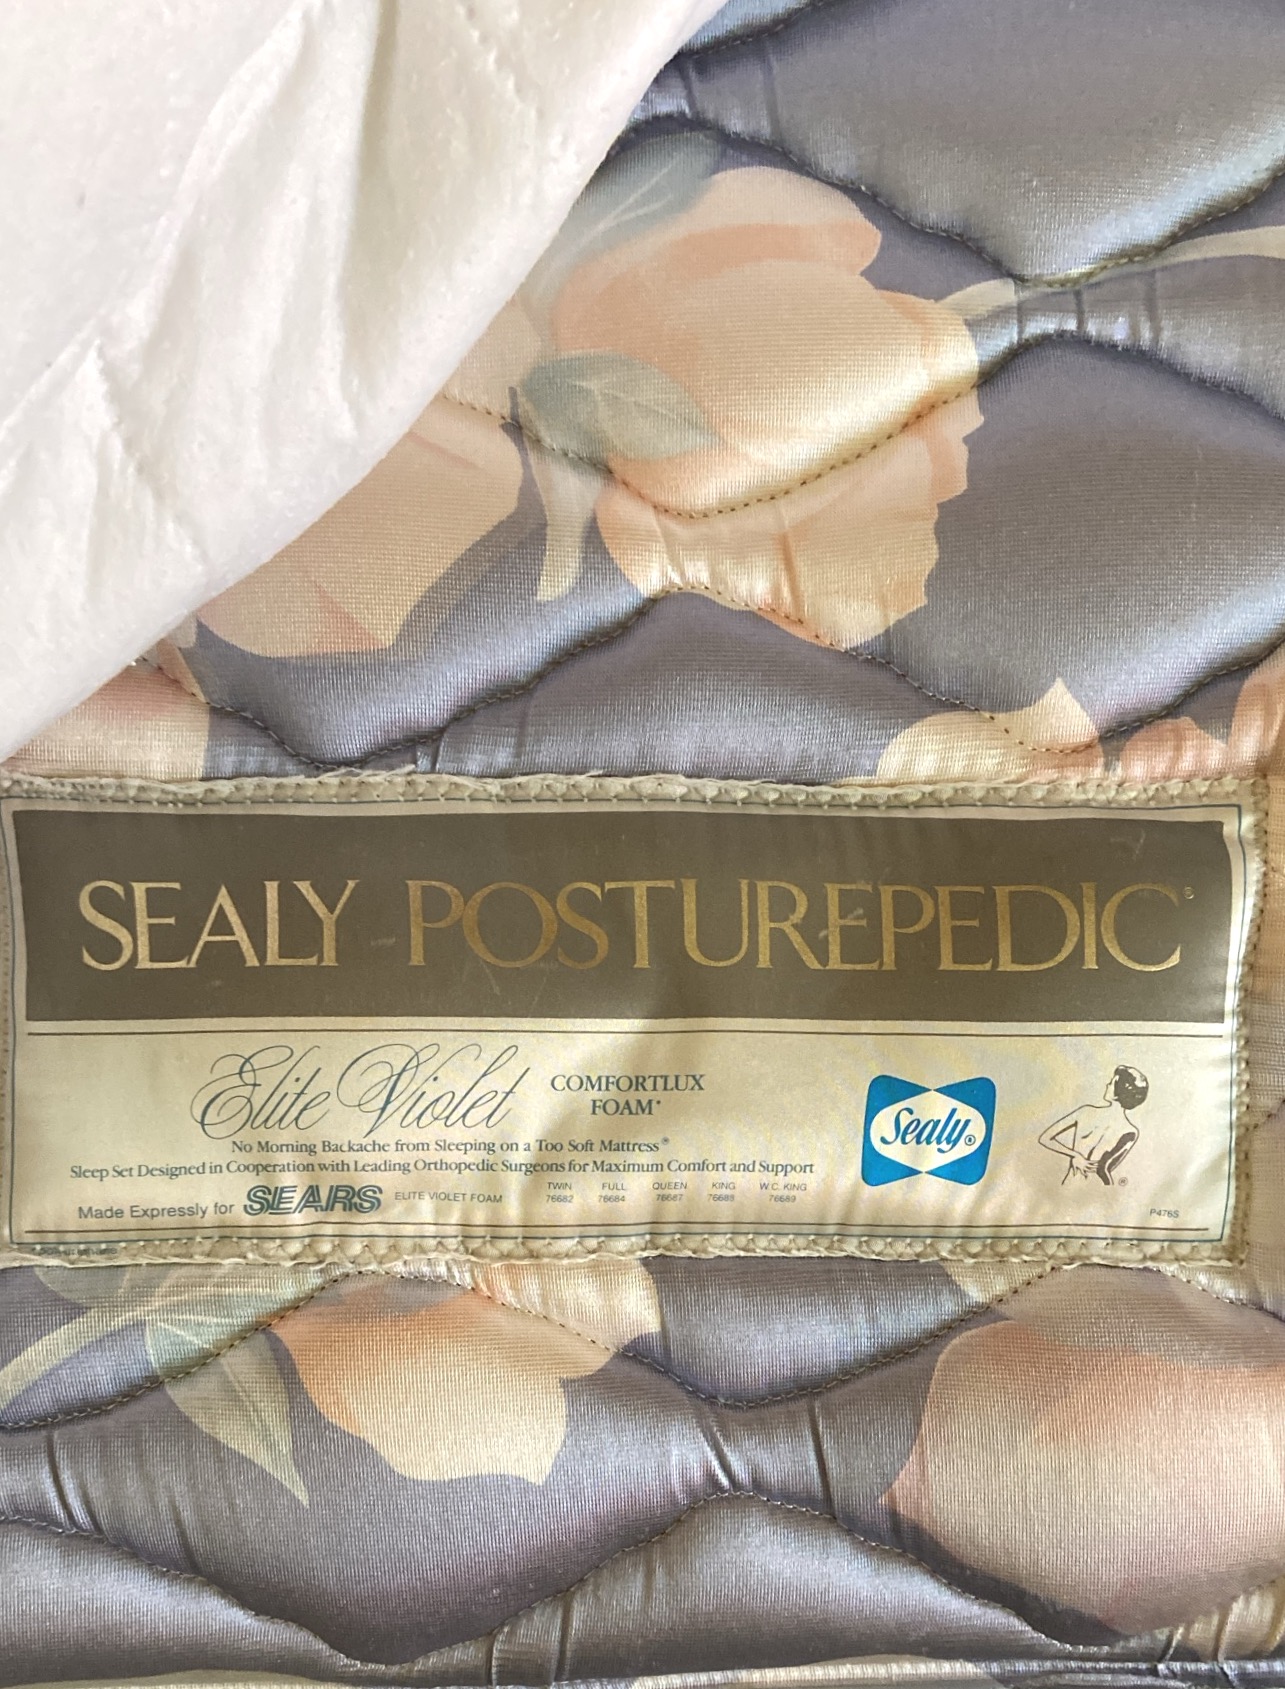 SEALY POSTUREPEDIC®
Elite Violet COMFORTLUX
FOAM*
No Morning Backache from Sleeping on a Too Soft Mattress®
Sleep Set Designed in Cooperation with Leading Orthopedic Surgeons for Maximum Comfort and Support
Made Expressly for SEARS ELITE VIOLET FOAM
TWIN FULL QUEEN KING W.C. KING
76682 76684 76687 76688 76689
Sealy®
®
P476S